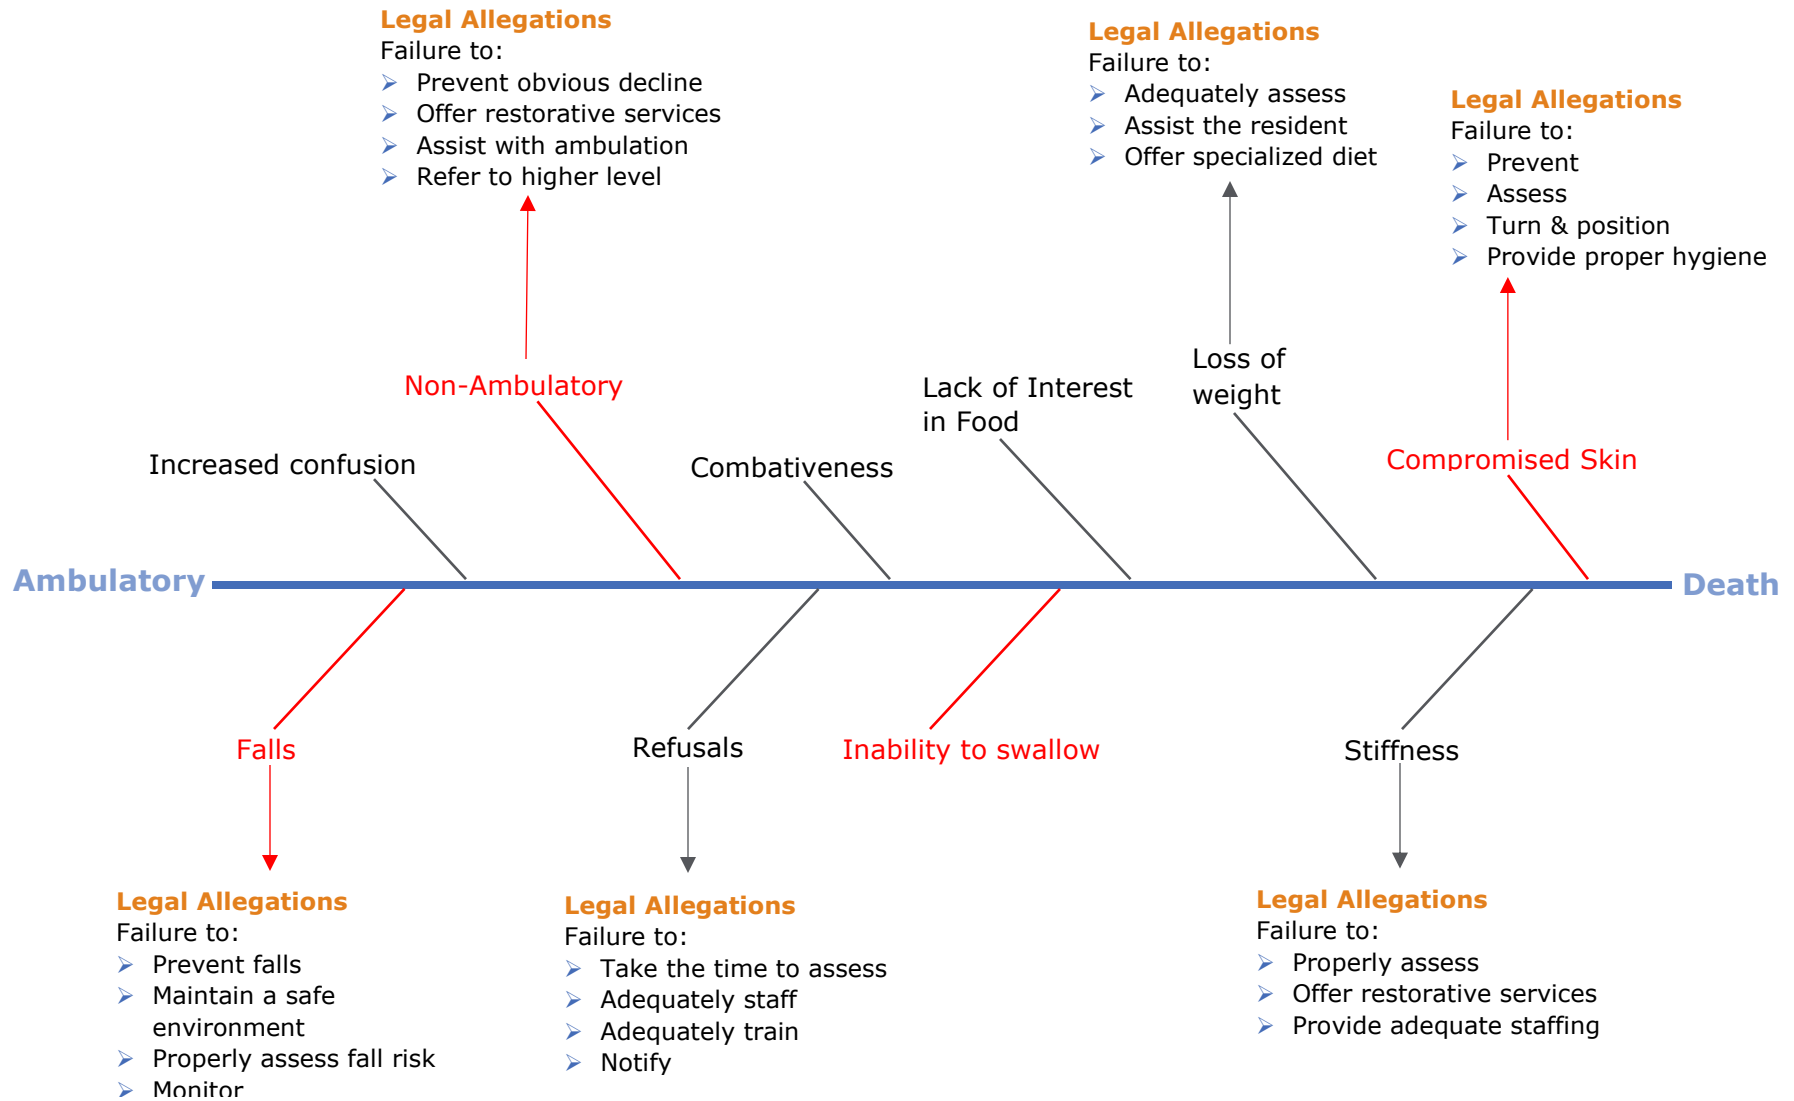 Legal Allegations
Failure to:
➢ Prevent obvious decline
➢ Offer restorative services
➢ Assist with ambulation
➢ Refer to higher level
Legal Allegations
Failure to:
➢ Adequately assess
➢ Assist the resident
➢ Offer specialized diet
Legal Allegations
Failure to:
➢ Prevent
➢ Assess
➢ Turn & position
➢ Provide proper hygiene
Increased confusion
Non-Ambulatory
Combativeness
Lack of Interest
in Food
Loss of
weight
Compromised Skin
Ambulatory
Death
Falls
Refusals
Inability to swallow
Stiffness
Legal Allegations
Failure to:
➢ Prevent falls
➢ Maintain a safe
environment
➢ Properly assess fall risk
➢ Monitor
Legal Allegations
Failure to:
➢ Take the time to assess
➢ Adequately staff
➢ Adequately train
➢ Notify
Legal Allegations
Failure to:
➢ Properly assess
➢ Offer restorative services
➢ Provide adequate staffing